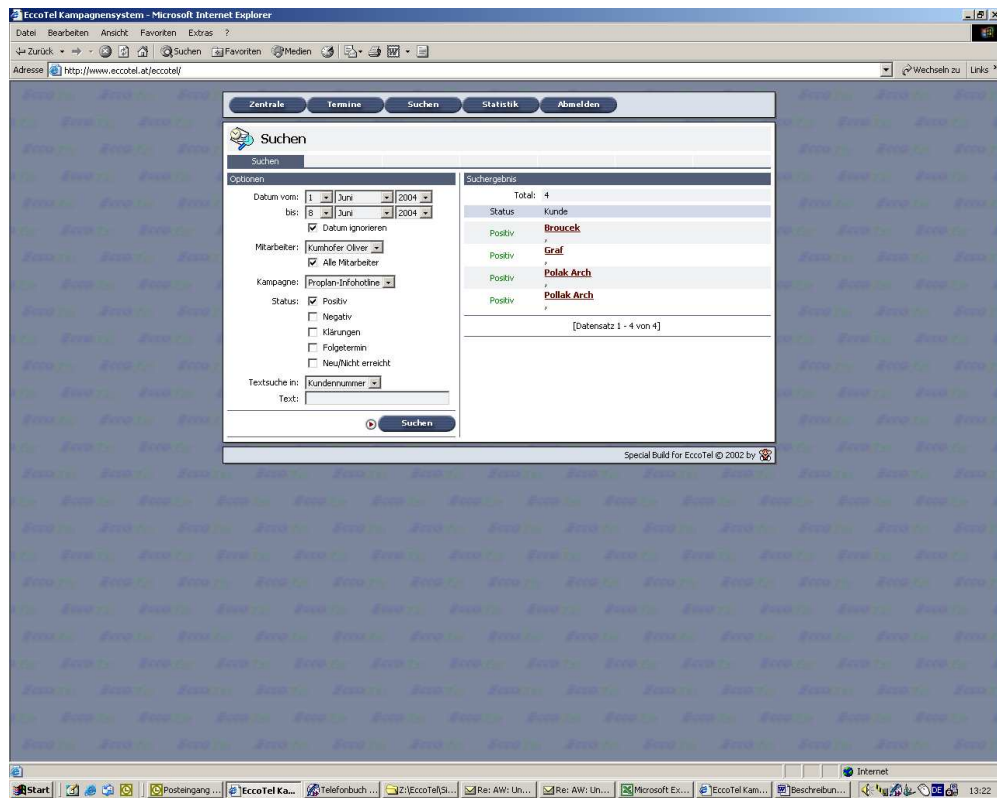 EccoTel Kampagnensystem - Microsoft Internet Explorer
Datei Bearbeiten Ansicht Favoriten Extras ?
Zurück Suchen Favoriten Medien
Adresse http://www.eccotel.at/eccotel/ Wechseln zu Links
Zentrale Termine Suchen Statistik Abmelden
Suchen
Suchen
Optionen
Datum vom: 1 Juni 2004
bis: 8 Juni 2004
Datum ignorieren
Mitarbeiter: Kumhofer Oliver
Alle Mitarbeiter
Kampagne: Proplan-Infohotline
Status: Positiv
Negativ
Klärungen
Folgetermin
Neu/Nicht erreicht
Textsuche in: Kundennummer
Text:
Suchen
Suchergebnis
Total: 4
Status Kunde
Positiv Broucek
,
Positiv Graf
,
Positiv Polak Arch
,
Positiv Pollak Arch
,
[Datensatz 1 - 4 von 4]
Special Build for EccoTel © 2002 by
Internet
Start Posteingang ... EccoTel Ka... Telefonbuch ... Z:\EccoTel\Si... Re: AW: Un... Re: AW: Un... Microsoft Ex... EccoTel Kam... Beschreibun... DE 13:22